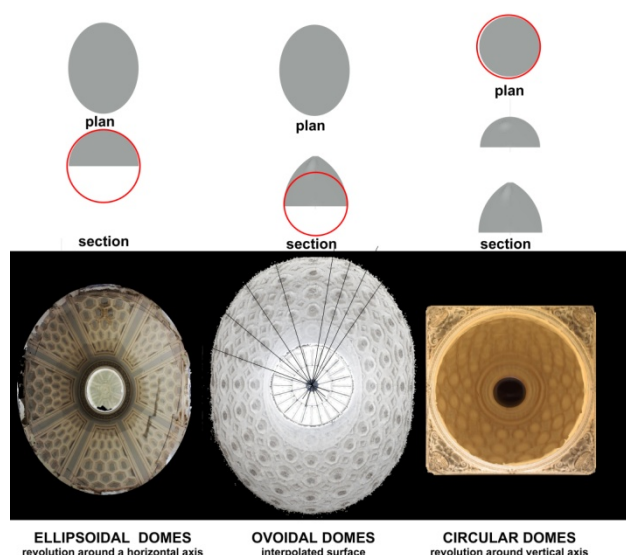 plan
plan
plan
section
section
section
ELLIPSOIDAL DOMES
revolution around a horizontal axis
OVOIDAL DOMES
interpolated surface
CIRCULAR DOMES
revolution around vertical axis